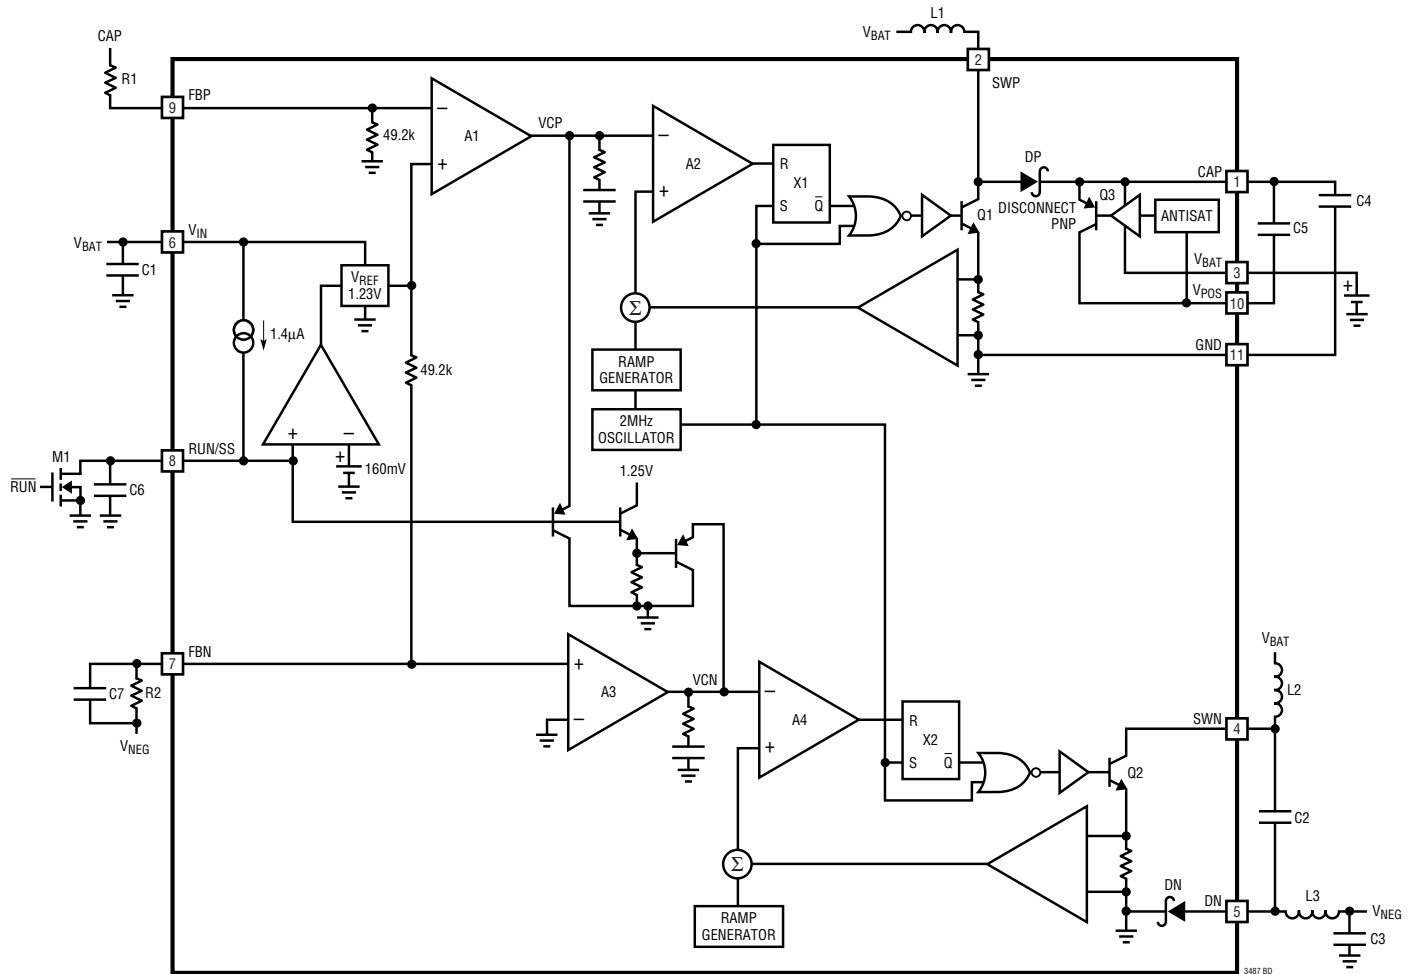 L1
VBAT
CAP
R1
2
SWP
9
FBP
49.2k
−
A1
+
VCP
−
A2
+
R
X1
S
Q̅
Q1
DP
DISCONNECT
PNP
Q3
ANTISAT
CAP
1
C5
C4
VBAT
3
+
VPOS
10
GND
11
VBAT
6
VIN
C1
VREF
1.23V
1.4µA
49.2k
Σ
RAMP
GENERATOR
2MHz
OSCILLATOR
+
−
+
160mV
M1
R̅U̅N̅
C6
8
RUN/SS
1.25V
7
FBN
C7
R2
VNEG
+
A3
−
VCN
−
A4
+
R
X2
S
Q̅
Q2
VBAT
L2
SWN
4
C2
Σ
RAMP
GENERATOR
DN
DN
5
L3
VNEG
C3
3487 BD